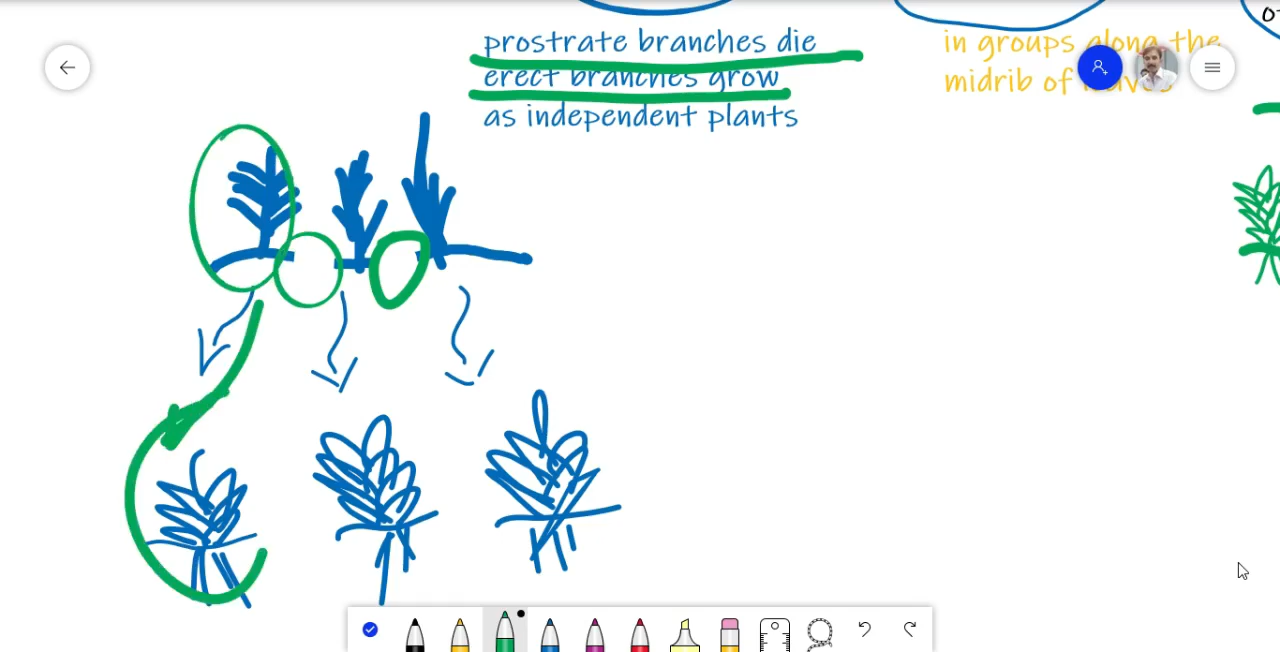 prostrate branches die
erect branches grow
as independent plants
in groups along the
midrib of